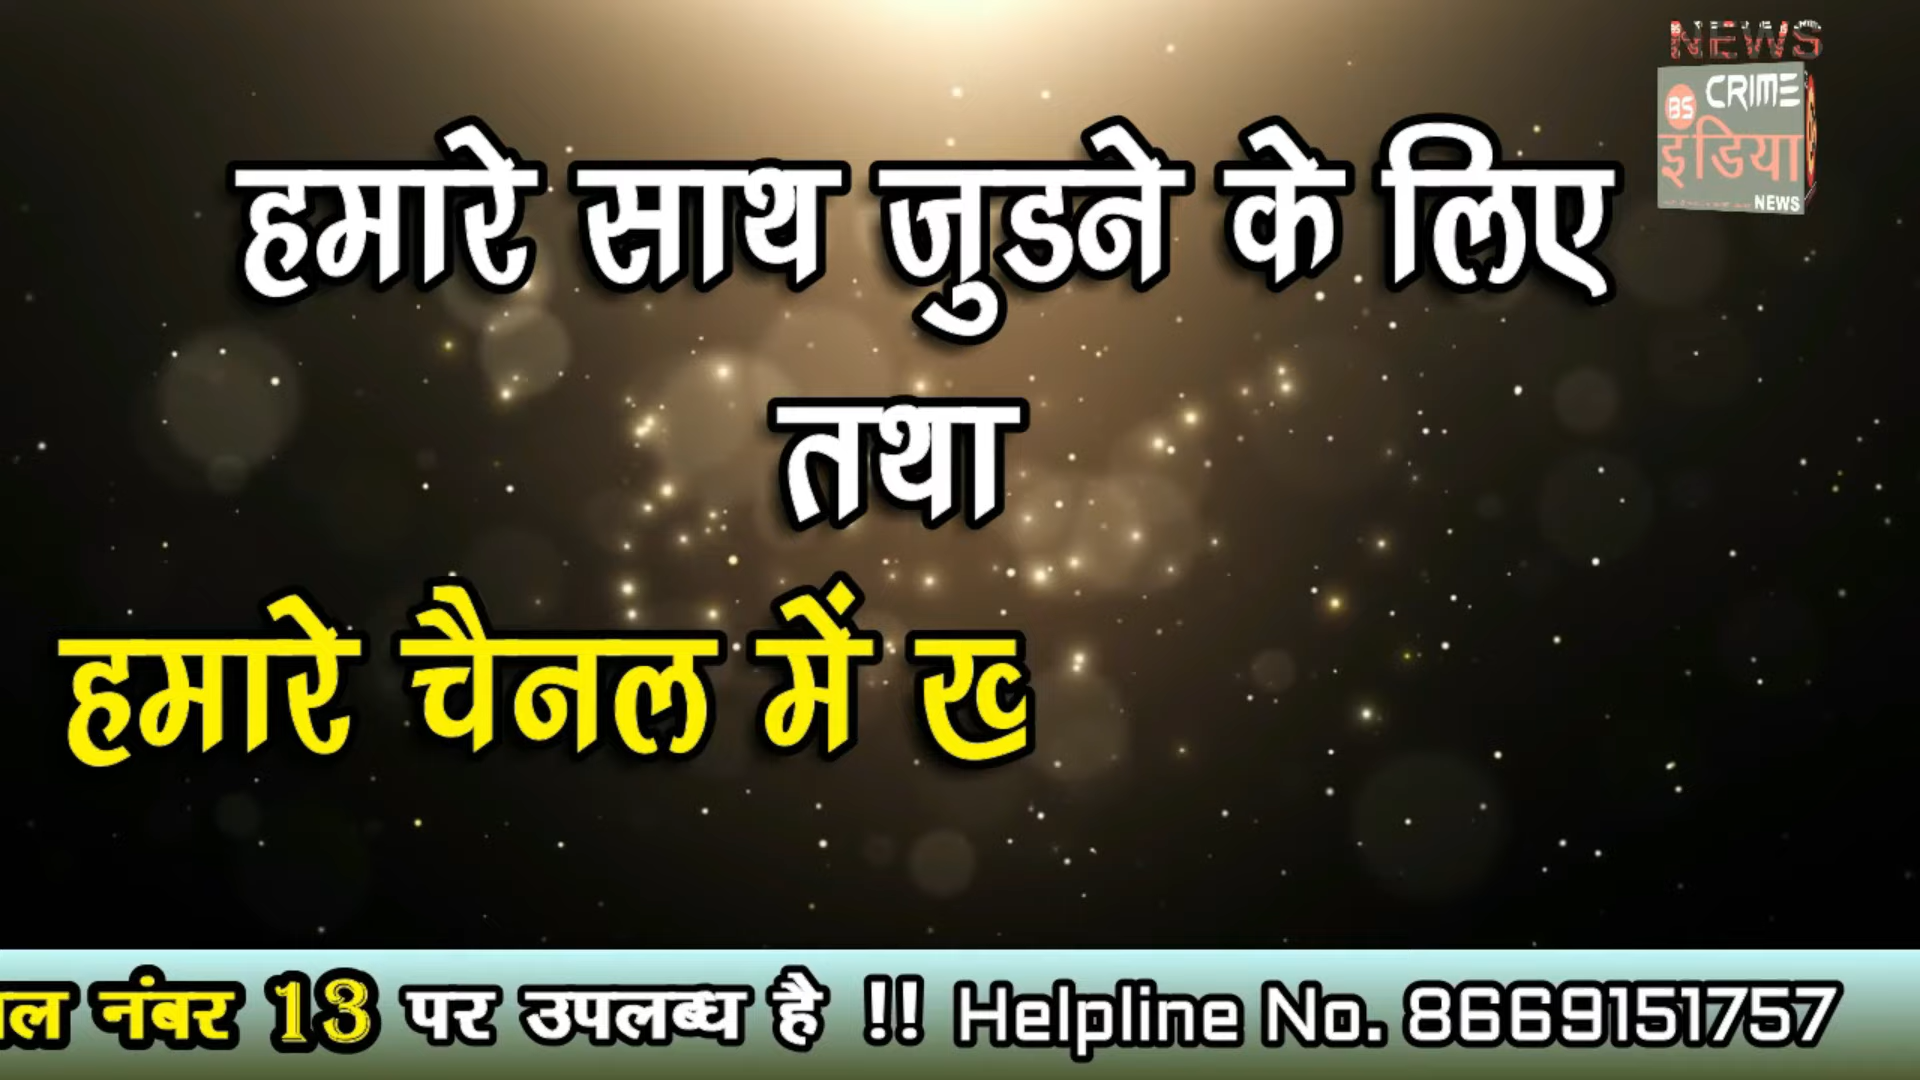 NEWS
BS CRIME
इंडिया
NEWS
हमारे साथ जुडने के लिए
तथा
हमारे चैनल में ख
नंबर 13 पर उपलब्ध है !! Helpline No. 8669151757